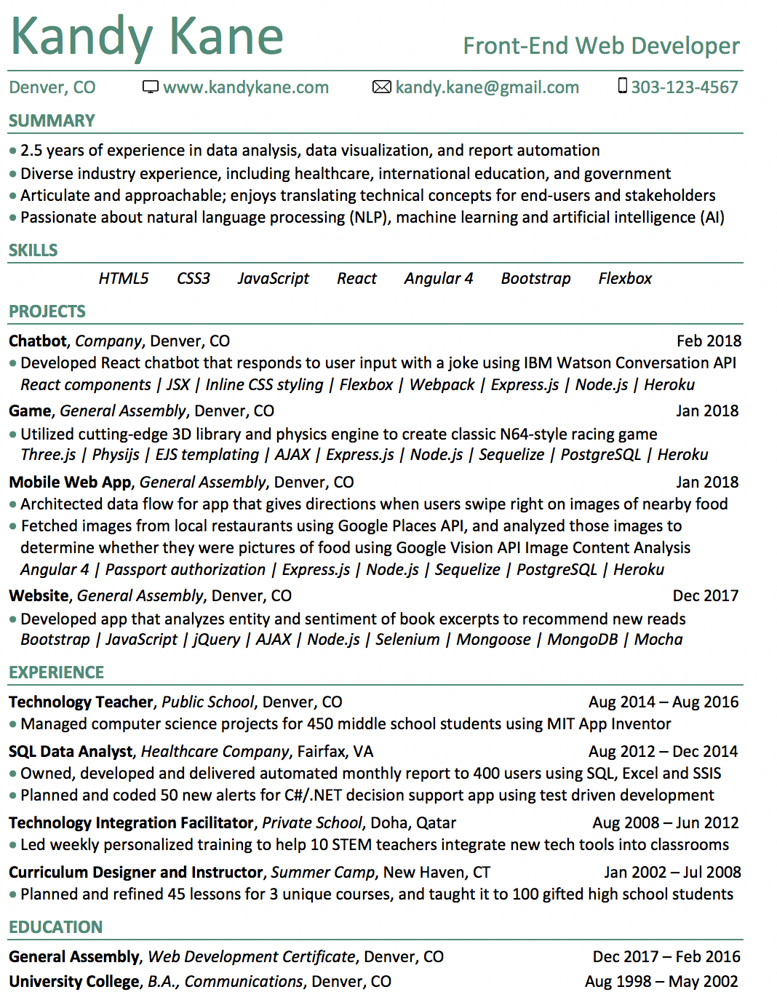 Kandy Kane
Front-End Web Developer
Denver, CO www.kandykane.com kandy.kane@gmail.com 303-123-4567
SUMMARY
• 2.5 years of experience in data analysis, data visualization, and report automation
• Diverse industry experience, including healthcare, international education, and government
• Articulate and approachable; enjoys translating technical concepts for end-users and stakeholders
• Passionate about natural language processing (NLP), machine learning and artificial intelligence (AI)
SKILLS
HTML5 CSS3 JavaScript React Angular 4 Bootstrap Flexbox
PROJECTS
Chatbot, Company, Denver, CO Feb 2018
• Developed React chatbot that responds to user input with a joke using IBM Watson Conversation API
React components | JSX | Inline CSS styling | Flexbox | Webpack | Express.js | Node.js | Heroku
Game, General Assembly, Denver, CO Jan 2018
• Utilized cutting-edge 3D library and physics engine to create classic N64-style racing game
Three.js | Physijs | EJS templating | AJAX | Express.js | Node.js | Sequelize | PostgreSQL | Heroku
Mobile Web App, General Assembly, Denver, CO Jan 2018
• Architected data flow for app that gives directions when users swipe right on images of nearby food
• Fetched images from local restaurants using Google Places API, and analyzed those images to
determine whether they were pictures of food using Google Vision API Image Content Analysis
Angular 4 | Passport authorization | Express.js | Node.js | Sequelize | PostgreSQL | Heroku
Website, General Assembly, Denver, CO Dec 2017
• Developed app that analyzes entity and sentiment of book excerpts to recommend new reads
Bootstrap | JavaScript | jQuery | AJAX | Node.js | Selenium | Mongoose | MongoDB | Mocha
EXPERIENCE
Technology Teacher, Public School, Denver, CO Aug 2014 – Aug 2016
• Managed computer science projects for 450 middle school students using MIT App Inventor
SQL Data Analyst, Healthcare Company, Fairfax, VA Aug 2012 – Dec 2014
• Owned, developed and delivered automated monthly report to 400 users using SQL, Excel and SSIS
• Planned and coded 50 new alerts for C#/.NET decision support app using test driven development
Technology Integration Facilitator, Private School, Doha, Qatar Aug 2008 – Jun 2012
• Led weekly personalized training to help 10 STEM teachers integrate new tech tools into classrooms
Curriculum Designer and Instructor, Summer Camp, New Haven, CT Jan 2002 – Jul 2008
• Planned and refined 45 lessons for 3 unique courses, and taught it to 100 gifted high school students
EDUCATION
General Assembly, Web Development Certificate, Denver, CO Dec 2017 – Feb 2016
University College, B.A., Communications, Denver, CO Aug 1998 – May 2002